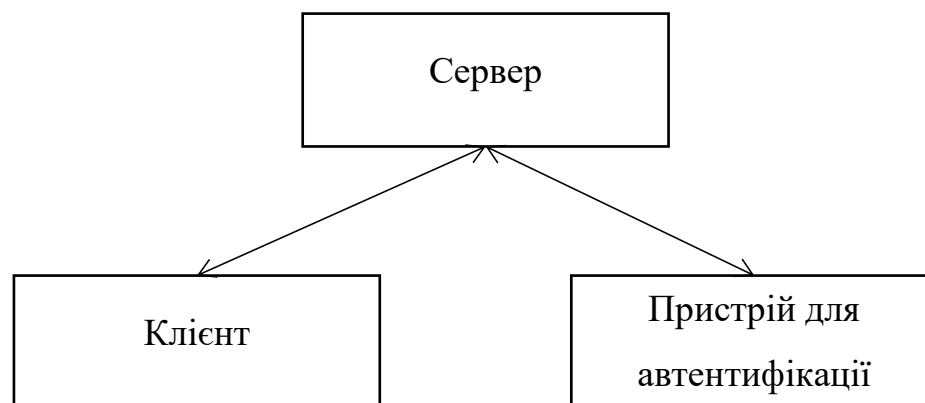 Сервер
Клієнт
Пристрій для
автентифікації